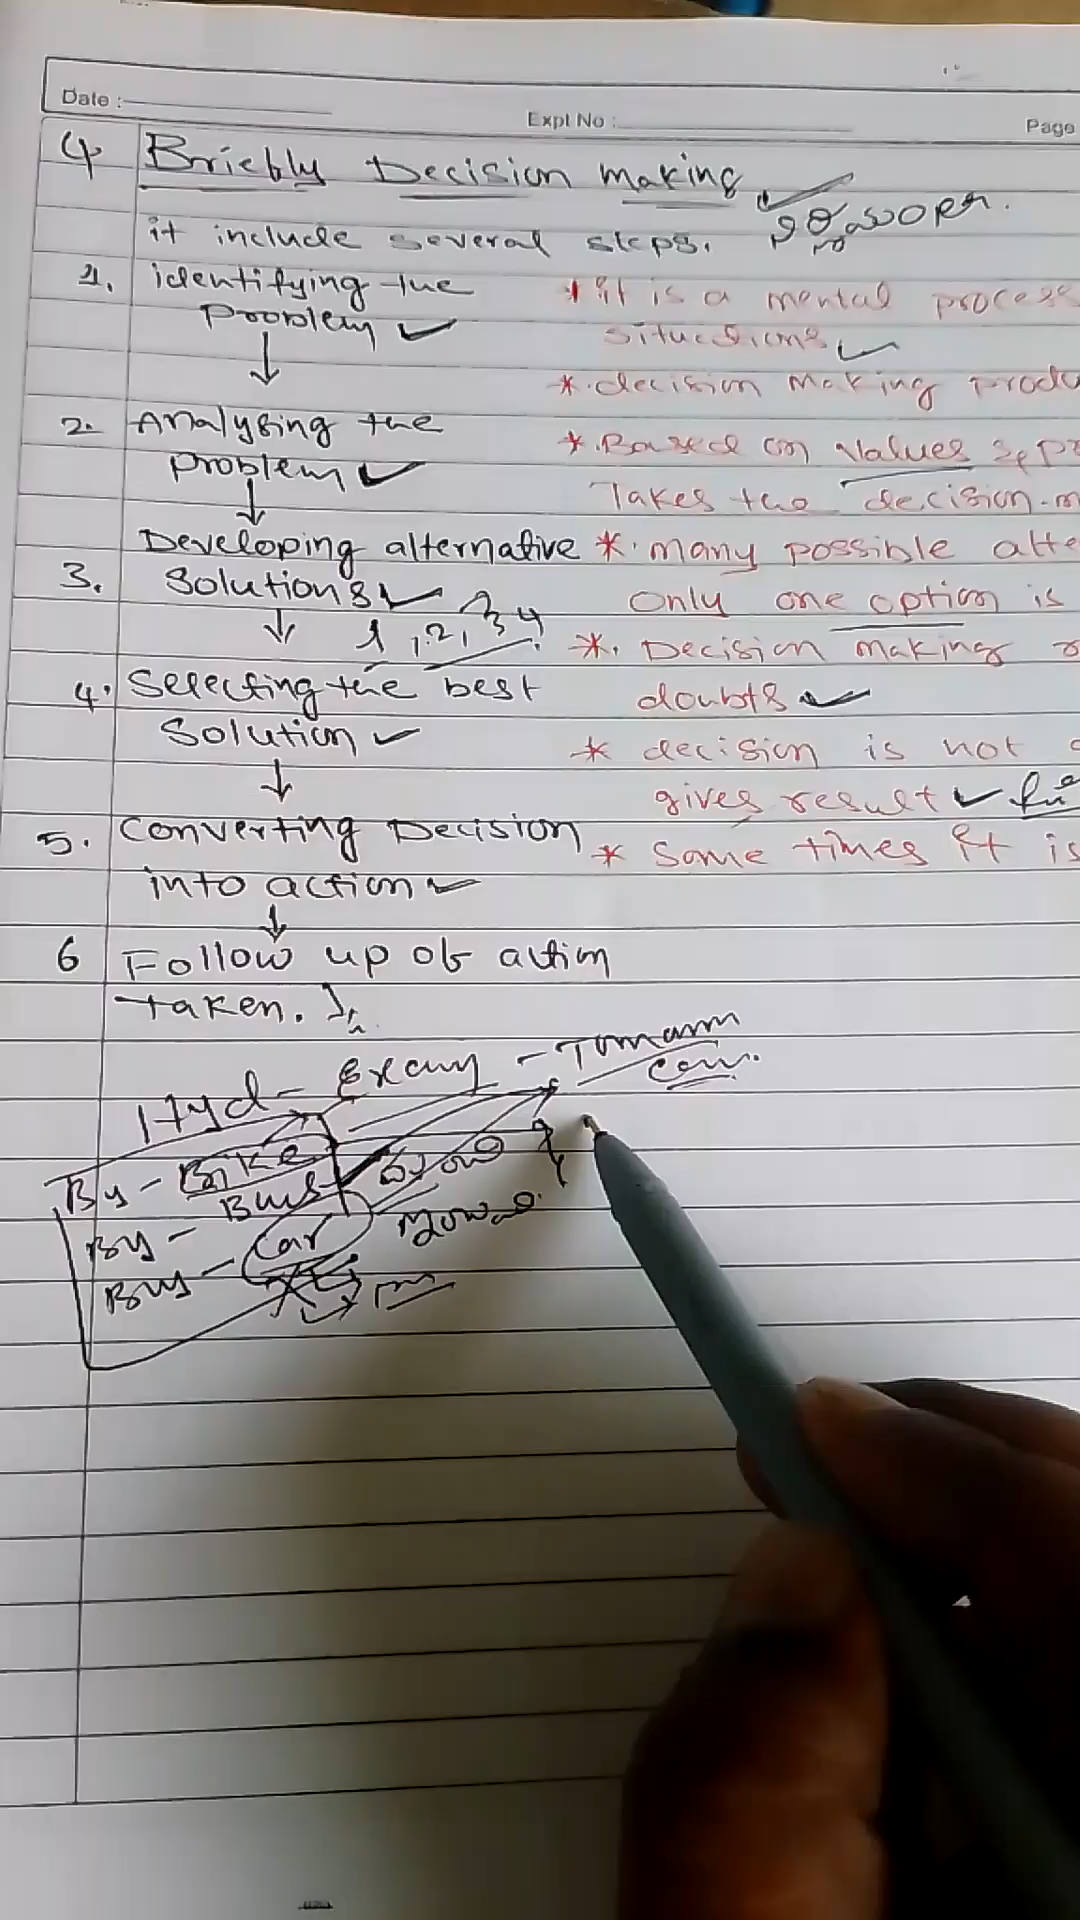 Date :
Expt No :
Page
4 Briefly Decision making.
it include several steps.
1. identifying the
problem
* it is a mental process
situations
* decision making produ
2. Analysing the
problem
* Based on values & pr
Takes the decision-m
Developing alternative
3. Solutions
1, 2, 3 4
* many possible alte
only one option is
* Decision making
doubts
4. Selecting the best
Solution
* decision is not
gives result
5. Converting Decision
into action
* Some times it is
6 Follow up of action
taken.
Hyd - Exam -
By - Bike
Bus
By -
By - Car